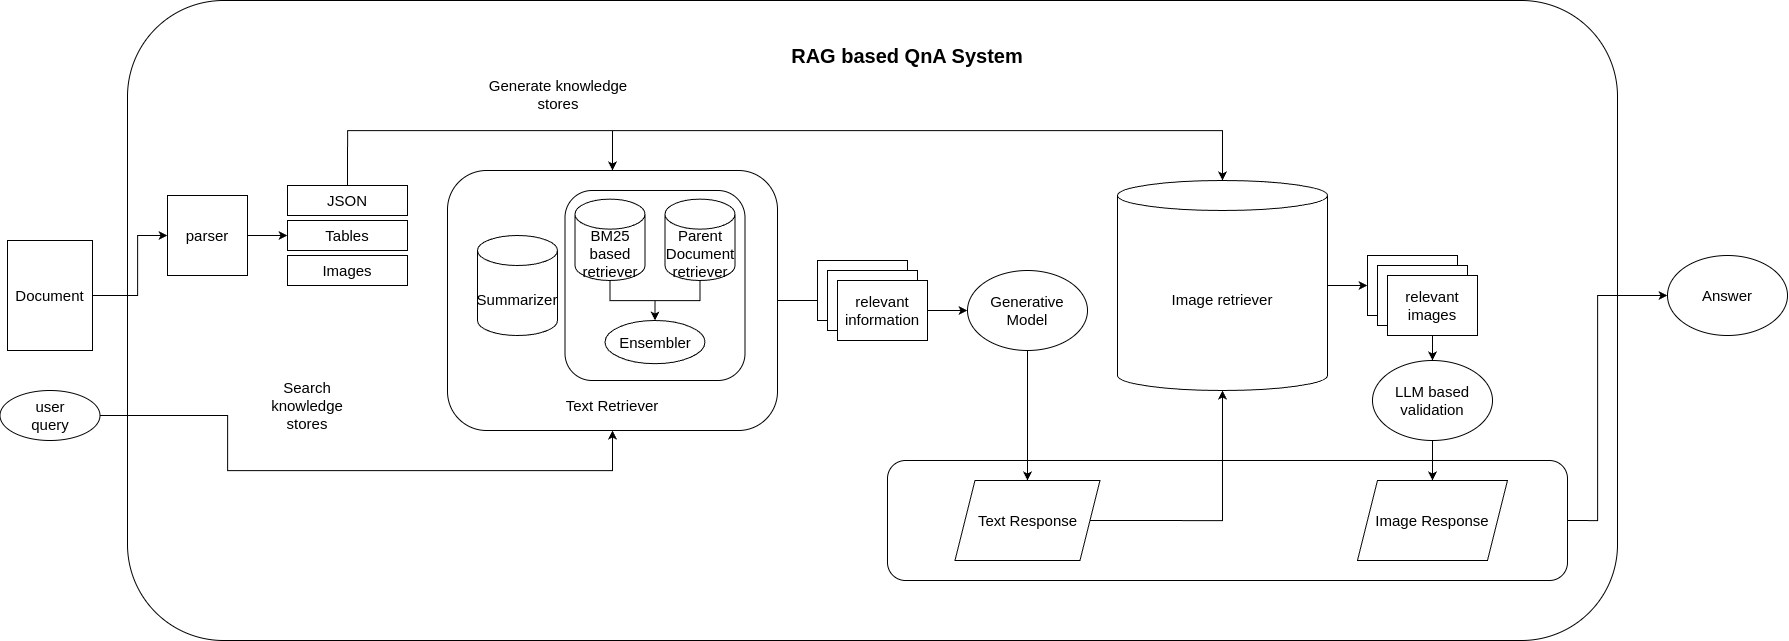 RAG based QnA System
Generate knowledge
stores
Document
parser
JSON
Tables
Images
user
query
Search
knowledge
stores
Summarizer
BM25
based
retriever
Parent
Document
retriever
Ensembler
Text Retriever
relevant
information
Generative
Model
Image retriever
relevant
images
LLM based
validation
Text Response
Image Response
Answer